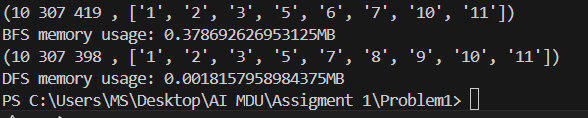 (10 307 419 , ['1', '2', '3', '5', '6', '7', '10', '11'])
BFS memory usage: 0.378692626953125MB
(10 307 398 , ['1', '2', '3', '5', '7', '8', '9', '10', '11'])
DFS memory usage: 0.0018157958984375MB
PS C:\Users\MS\Desktop\AI MDU\Assigment 1\Problem1>